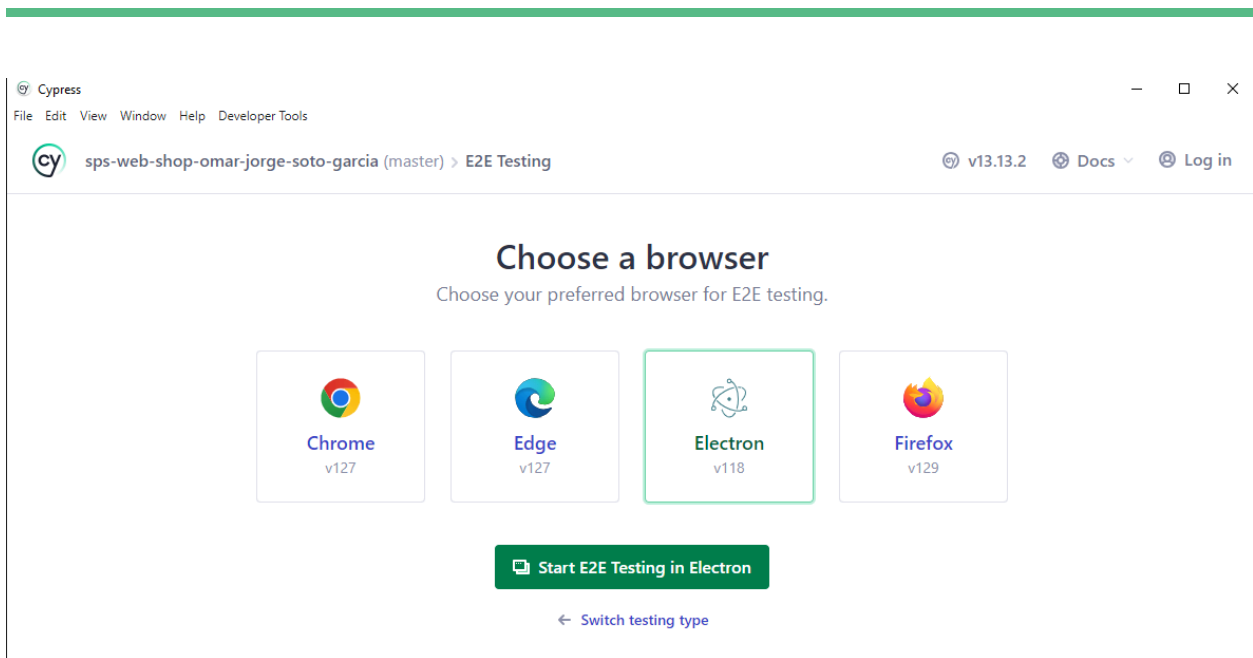 Cypress
File Edit View Window Help Developer Tools
cy sps-web-shop-omar-jorge-soto-garcia (master) > E2E Testing v13.13.2 Docs Log in
Choose a browser
Choose your preferred browser for E2E testing.
Chrome Edge Electron Firefox
v127 v127 v118 v129
Start E2E Testing in Electron
← Switch testing type